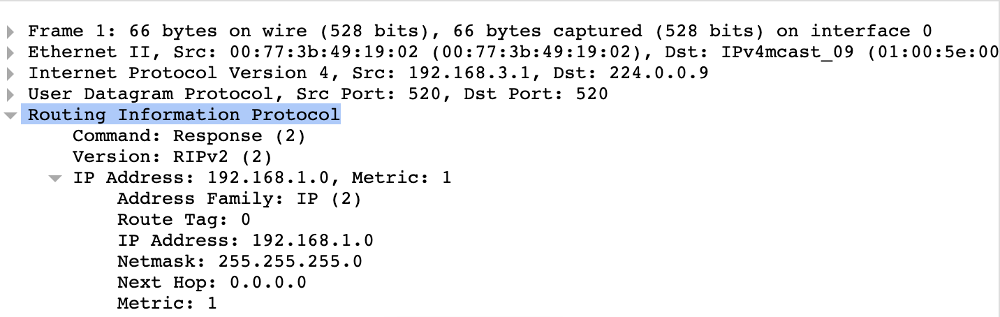 Frame 1: 66 bytes on wire (528 bits), 66 bytes captured (528 bits) on interface 0
Ethernet II, Src: 00:77:3b:49:19:02 (00:77:3b:49:19:02), Dst: IPv4mcast_09 (01:00:5e:00
Internet Protocol Version 4, Src: 192.168.3.1, Dst: 224.0.0.9
User Datagram Protocol, Src Port: 520, Dst Port: 520
Routing Information Protocol
Command: Response (2)
Version: RIPv2 (2)
IP Address: 192.168.1.0, Metric: 1
Address Family: IP (2)
Route Tag: 0
IP Address: 192.168.1.0
Netmask: 255.255.255.0
Next Hop: 0.0.0.0
Metric: 1